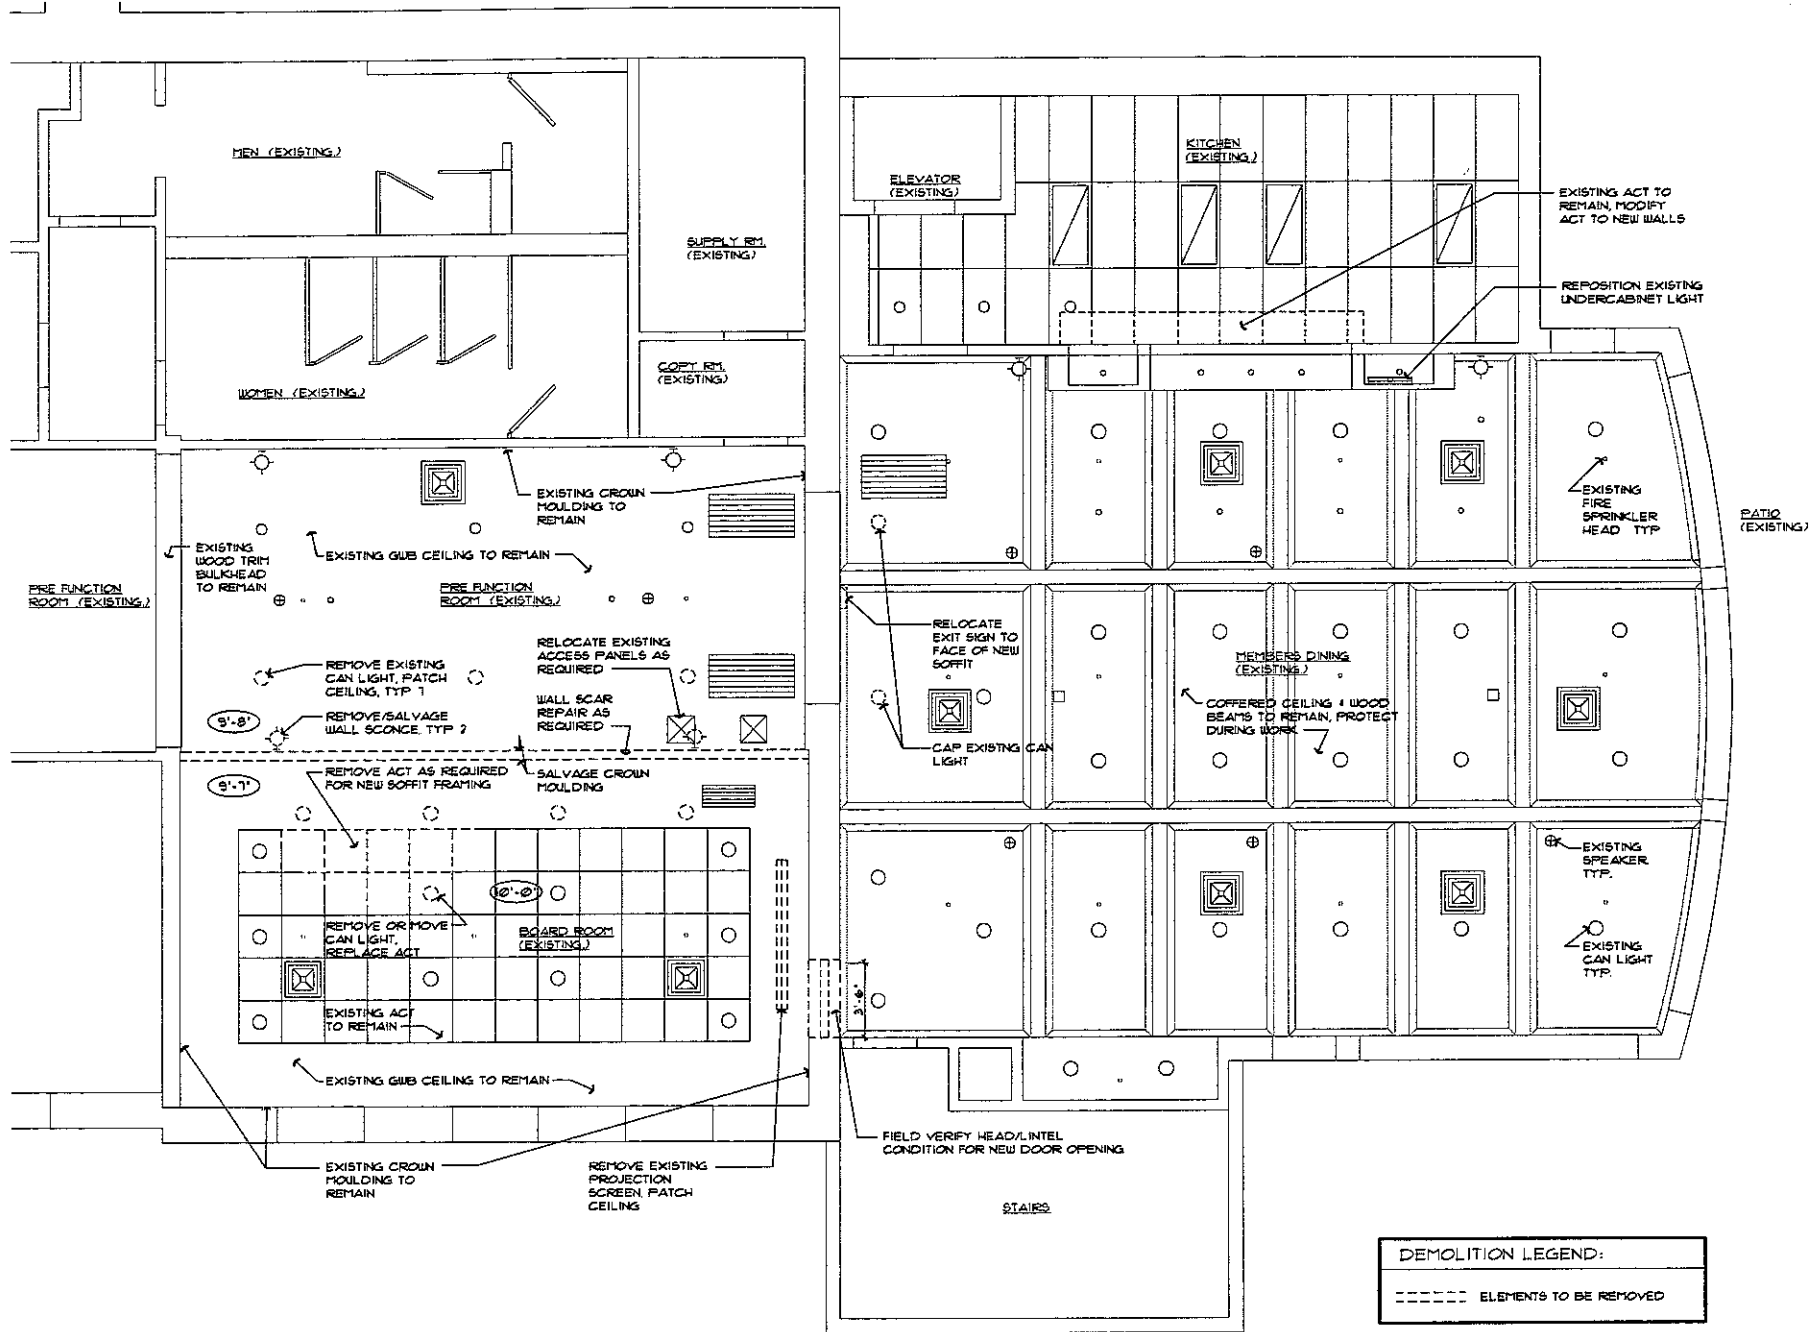 MEN (EXISTING)
KITCHEN
(EXISTING)
ELEVATOR
(EXISTING)
EXISTING ACT TO
REMAIN, MODIFY
ACT TO NEW WALLS
SUPPLY RM.
(EXISTING)
REPOSITION EXISTING
UNDERCABINET LIGHT
COPY RM.
(EXISTING)
WOMEN (EXISTING)
EXISTING CROWN
MOULDING TO
REMAIN
EXISTING
FIRE
SPRINKLER
HEAD TYP
PATIO
(EXISTING)
EXISTING
WOOD TRIM
BULKHEAD
TO REMAIN
EXISTING GWB CEILING TO REMAIN
PRE FUNCTION
ROOM (EXISTING)
PRE FUNCTION
ROOM (EXISTING)
RELOCATE
EXIT SIGN TO
FACE OF NEW
SOFFIT
RELOCATE EXISTING
ACCESS PANELS AS
REQUIRED
MEMBERS DINING
(EXISTING)
REMOVE EXISTING
CAN LIGHT, PATCH
CEILING, TYP 7
WALL SCAR
REPAIR AS
REQUIRED
COFFERED CEILING & WOOD
BEAMS TO REMAIN, PROTECT
DURING WORK
9'-8"
REMOVE/SALVAGE
WALL SCONCE, TYP 2
CAP EXISTING CAN
LIGHT
9'-7"
REMOVE ACT AS REQUIRED
FOR NEW SOFFIT FRAMING
SALVAGE CROWN
MOULDING
EXISTING
SPEAKER
TYP.
10'-0"
REMOVE OR MOVE
CAN LIGHT,
REPLACE ACT
BOARD ROOM
(EXISTING)
EXISTING
CAN LIGHT
TYP.
3'-6"
EXISTING ACT
TO REMAIN
EXISTING GWB CEILING TO REMAIN
FIELD VERIFY HEAD/LINTEL
CONDITION FOR NEW DOOR OPENING
EXISTING CROWN
MOULDING TO
REMAIN
REMOVE EXISTING
PROJECTION
SCREEN, PATCH
CEILING
STAIRS
DEMOLITION LEGEND:
ELEMENTS TO BE REMOVED